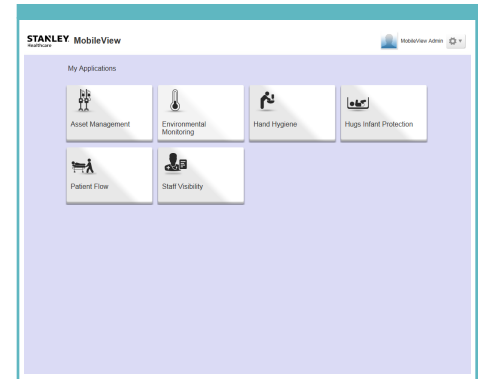 STANLEY MobileView
Healthcare
MobileView Admin
My Applications
Asset Management
Environmental
Monitoring
Hand Hygiene
Hugs Infant Protection
Patient Flow
Staff Visibility